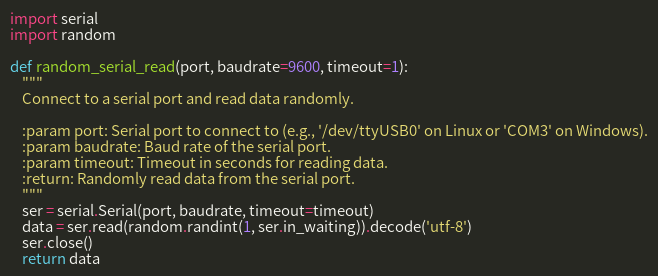 import serial
import random
def random_serial_read(port, baudrate=9600, timeout=1):
"""
Connect to a serial port and read data randomly.
:param port: Serial port to connect to (e.g., '/dev/ttyUSB0' on Linux or 'COM3' on Windows).
:param baudrate: Baud rate of the serial port.
:param timeout: Timeout in seconds for reading data.
:return: Randomly read data from the serial port.
"""
ser = serial.Serial(port, baudrate, timeout=timeout)
data = ser.read(random.randint(1, ser.in_waiting)).decode('utf-8')
ser.close()
return data